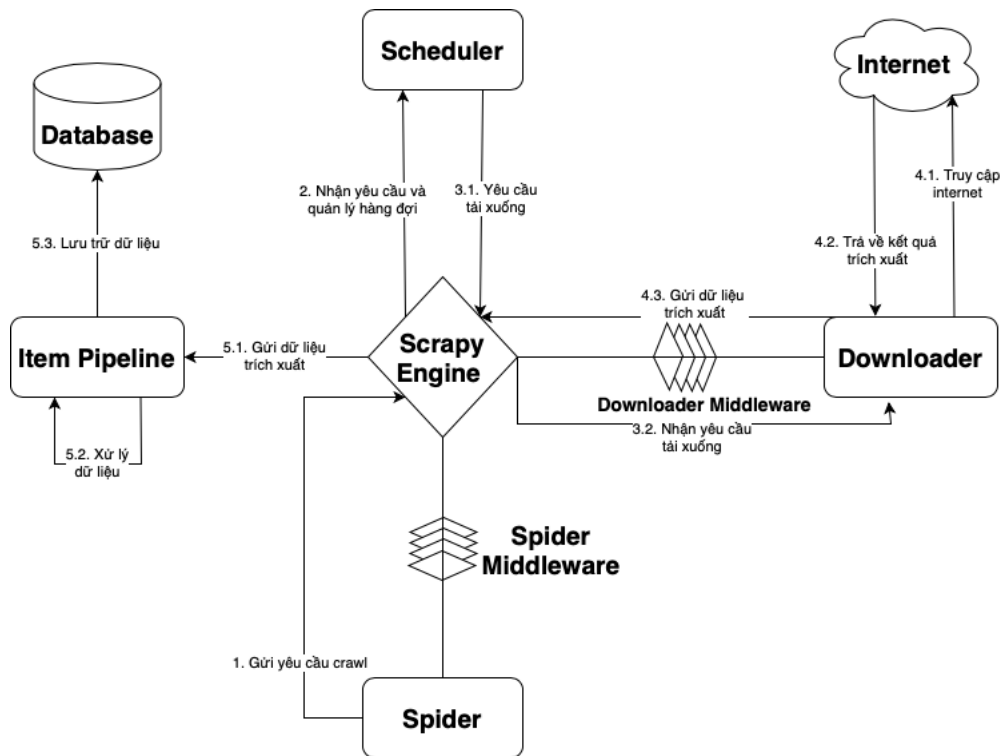 Scheduler
Internet
Database
2. Nhận yêu cầu và
quản lý hàng đợi
3.1. Yêu cầu
tải xuống
4.1. Truy cập
internet
5.3. Lưu trữ dữ liệu
4.2. Trả về kết quả
trích xuất
4.3. Gửi dữ liệu
trích xuất
Item Pipeline
5.1. Gửi dữ liệu
trích xuất
Scrapy
Engine
Downloader
Downloader Middleware
3.2. Nhận yêu cầu
tải xuống
5.2. Xử lý
dữ liệu
Spider
Middleware
1. Gửi yêu cầu crawl
Spider